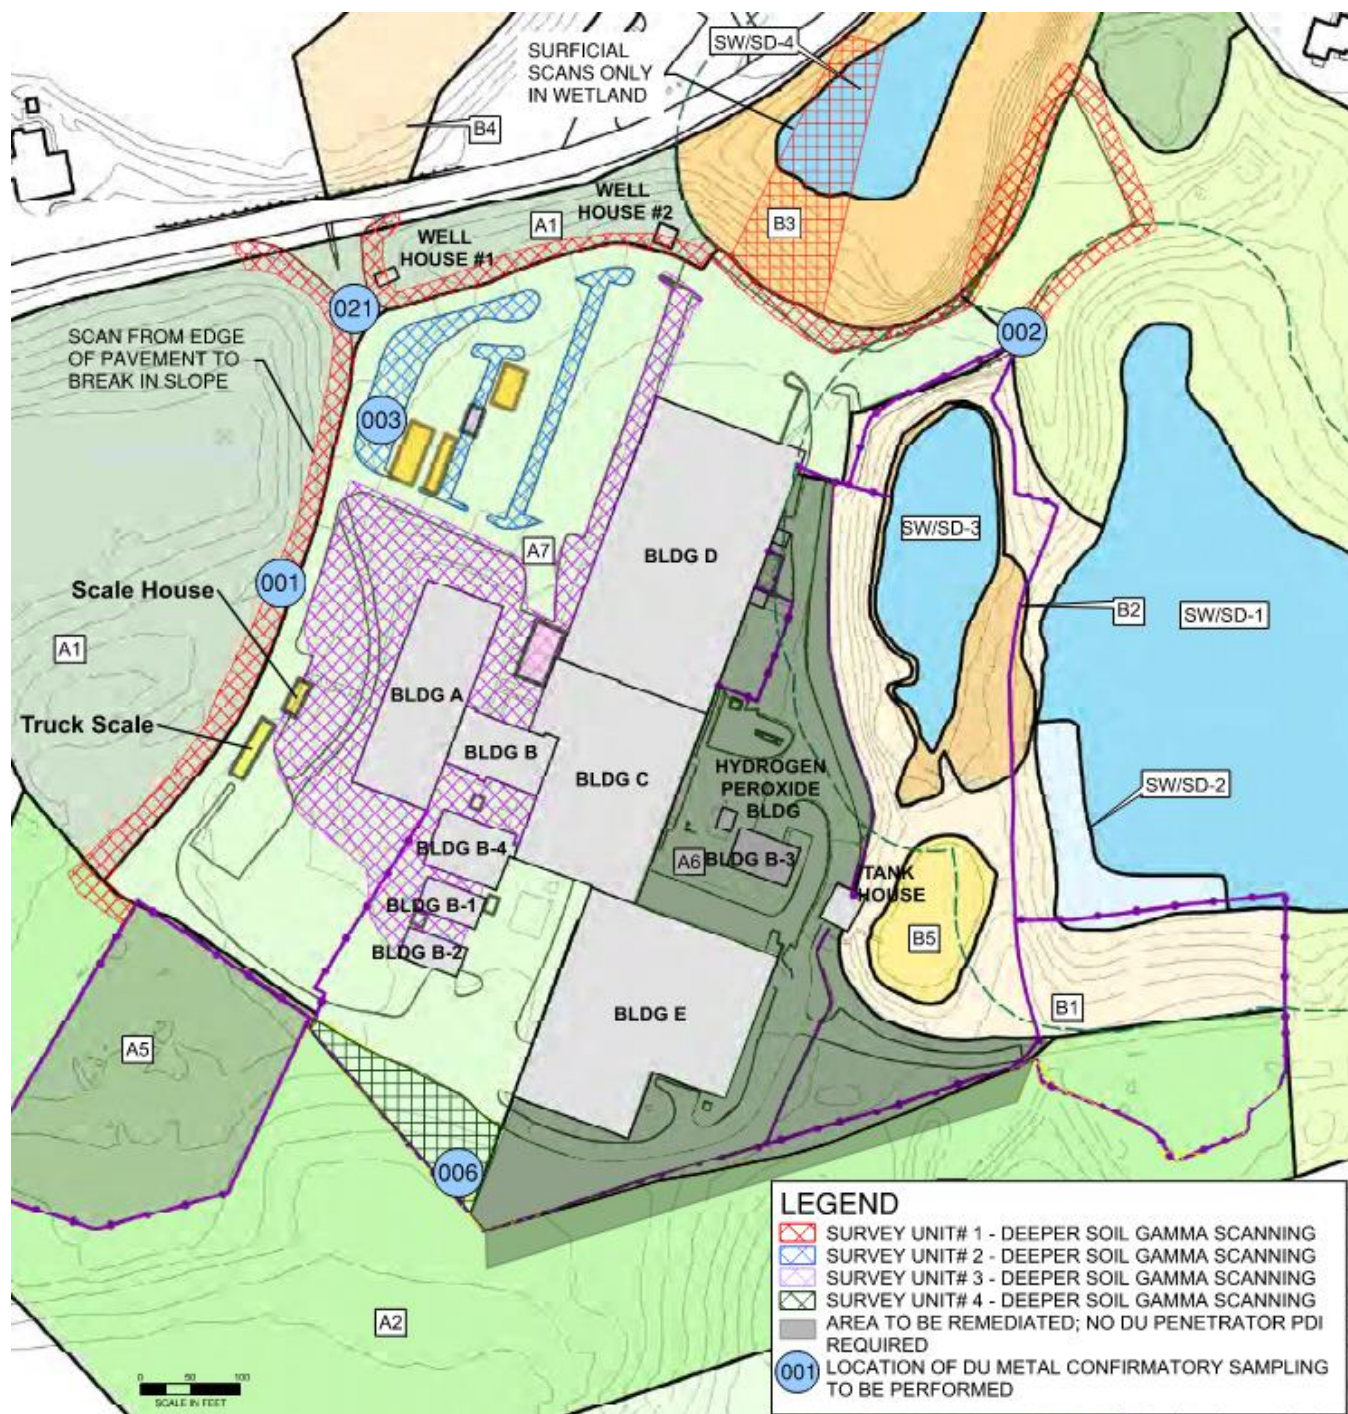 SURFICIAL
SCANS ONLY
IN WETLAND
SW/SD-4
B4
WELL
HOUSE #2
A1
B3
WELL
HOUSE #1
021
002
SCAN FROM EDGE
OF PAVEMENT TO
BREAK IN SLOPE
003
SW/SD-3
A7
BLDG D
001
Scale House
B2
SW/SD-1
A1
BLDG A
Truck Scale
BLDG B
BLDG C
HYDROGEN
PEROXIDE
BLDG
SW/SD-2
BLDG B-4
A6
BLDG B-3
TANK
HOUSE
BLDG B-1
B5
BLDG B-2
B1
BLDG E
A5
006
A2
0 50 100
SCALE IN FEET
LEGEND
SURVEY UNIT# 1 - DEEPER SOIL GAMMA SCANNING
SURVEY UNIT# 2 - DEEPER SOIL GAMMA SCANNING
SURVEY UNIT# 3 - DEEPER SOIL GAMMA SCANNING
SURVEY UNIT# 4 - DEEPER SOIL GAMMA SCANNING
AREA TO BE REMEDIATED; NO DU PENETRATOR PDI
REQUIRED
001 LOCATION OF DU METAL CONFIRMATORY SAMPLING
TO BE PERFORMED